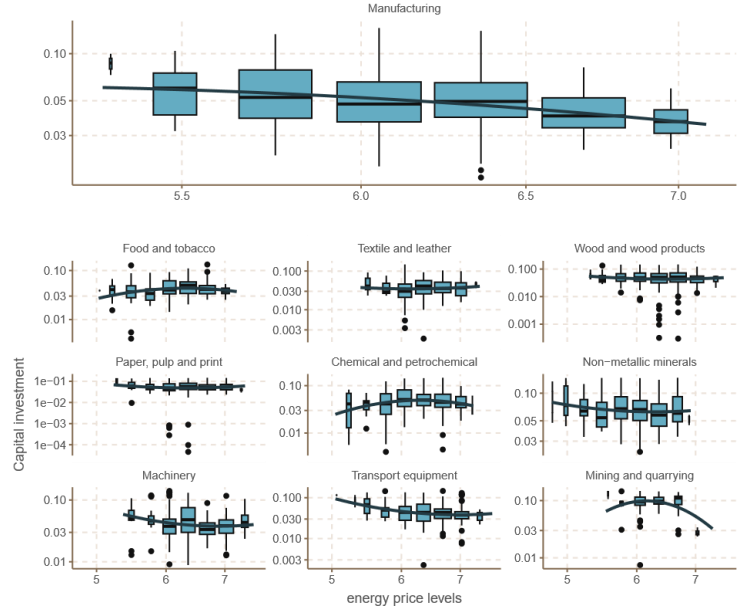 Manufacturing
0.10
0.05
0.03
5.5 6.0 6.5 7.0
Food and tobacco Textile and leather Wood and wood products
0.10 0.100 0.100
0.03 0.030 0.010
0.01 0.010 0.001
0.003
Paper, pulp and print Chemical and petrochemical Non−metallic minerals
1e−01 0.10 0.10
1e−02 0.03 0.05
1e−03 0.01 0.03
1e−04
Machinery Transport equipment Mining and quarrying
0.10 0.100 0.10
0.03 0.030 0.03
0.01 0.010 0.01
0.003
5 6 7 5 6 7 5 6 7
Capital investment
energy price levels